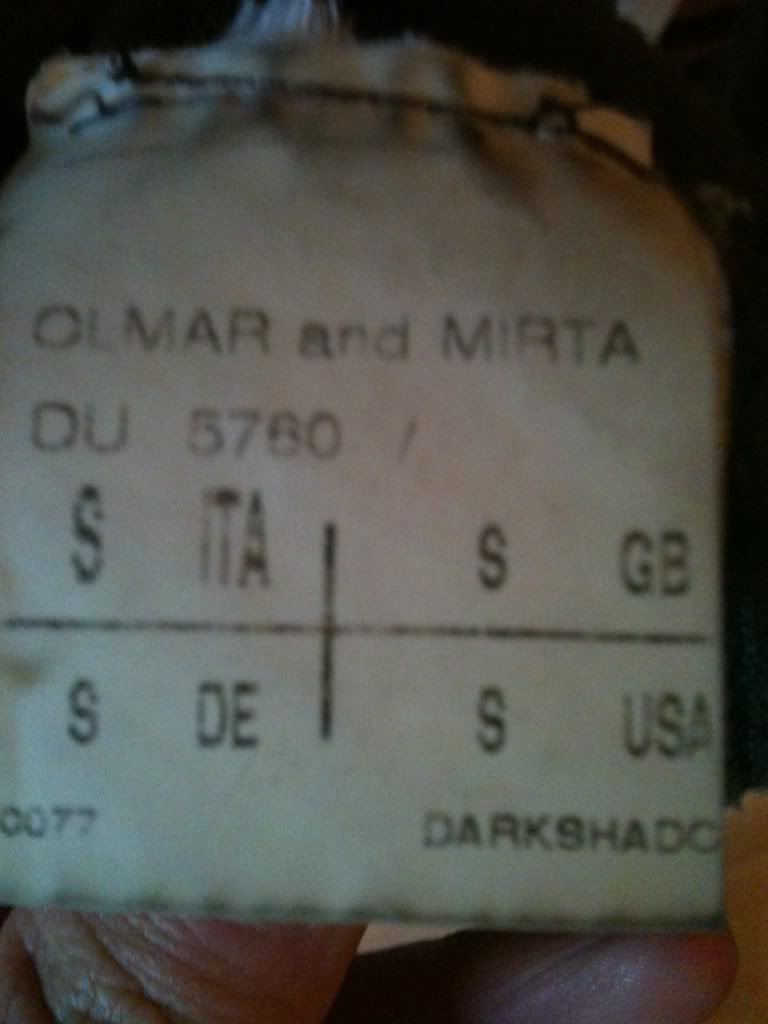 OLMAR and MIRTA
DU 5760 /
S ITA S GB
S DE S USA
0077 DARKSHADO